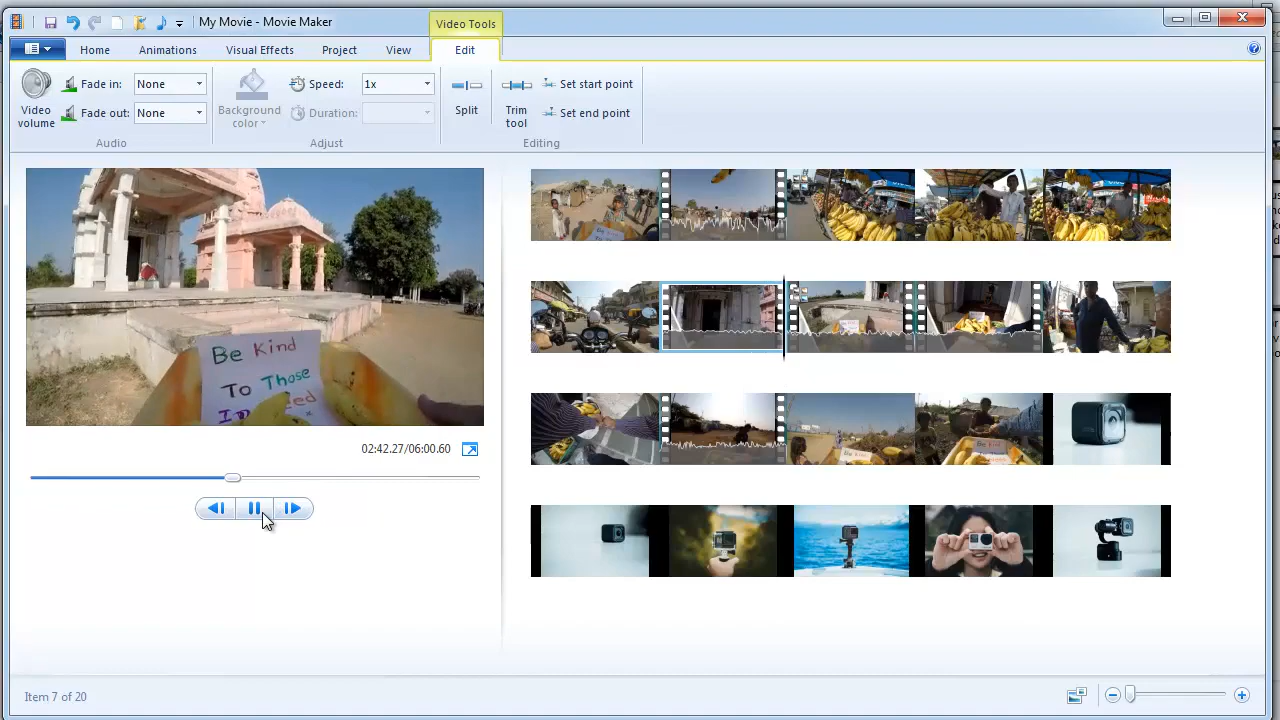 My Movie - Movie Maker
Video Tools
Home
Animations
Visual Effects
Project
View
Edit
Video volume
Fade in:
None
Fade out:
None
Audio
Background color
Speed:
1x
Duration:
Adjust
Split
Trim tool
Set start point
Set end point
Editing
Be Kind
To Those
02:42.27/06:00.60
Item 7 of 20